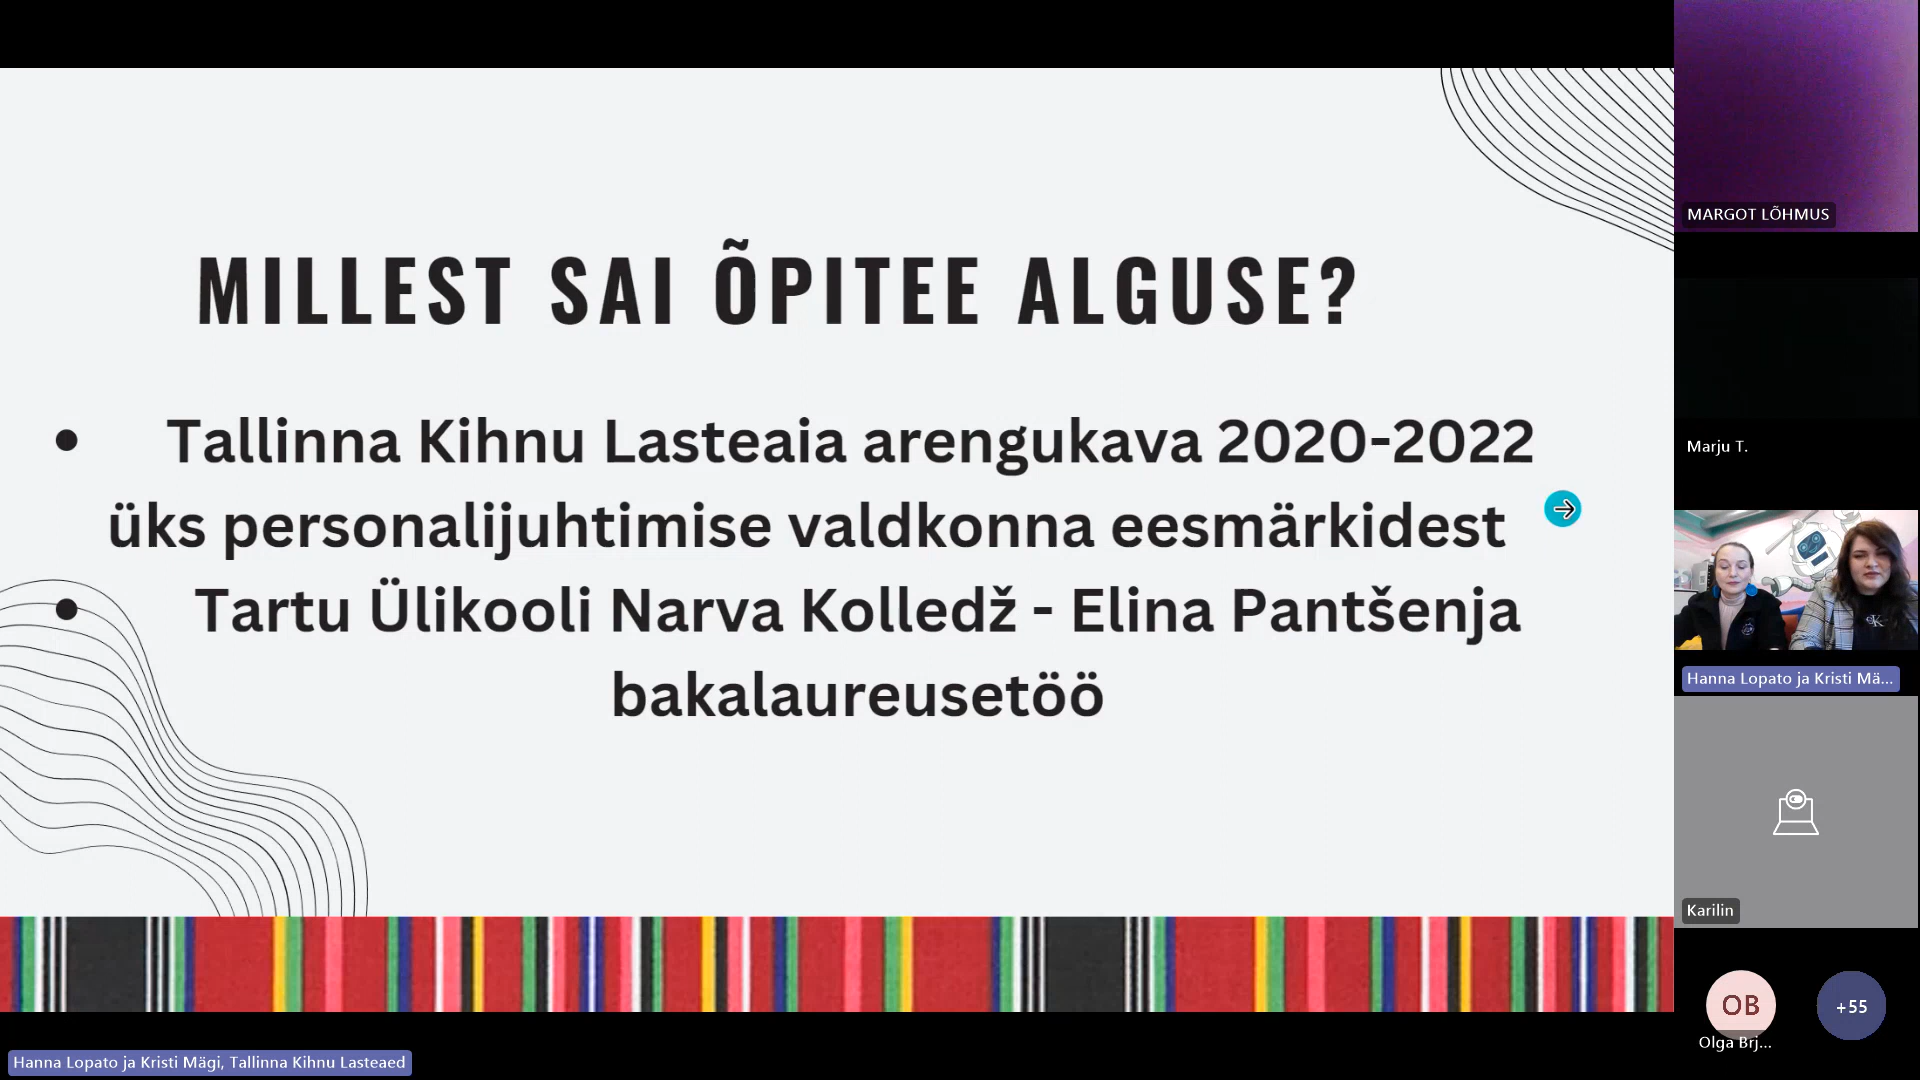 MILLEST SAI ÕPITEE ALGUSE?
• Tallinna Kihnu Lasteaia arengukava 2020-2022
üks personalijuhtimise valdkonna eesmärkidest
• Tartu Ülikooli Narva Kolledž - Elina Pantšenja
bakalaureusetöö
Hanna Lopato ja Kristi Mägi, Tallinna Kihnu Lasteaed
MARGOT LÕHMUS
Marju T.
CK
Hanna Lopato ja Kristi Mä...
Karilin
OB
Olga Brj...
+55